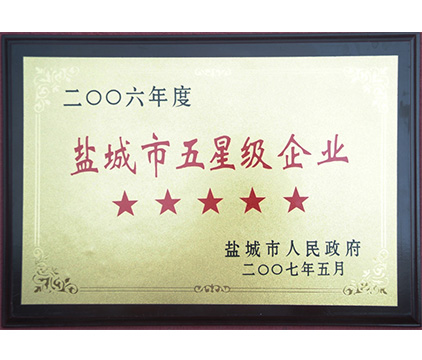 二〇〇六年度
盐城市五星级企业
盐城市人民政府
二〇〇七年五月